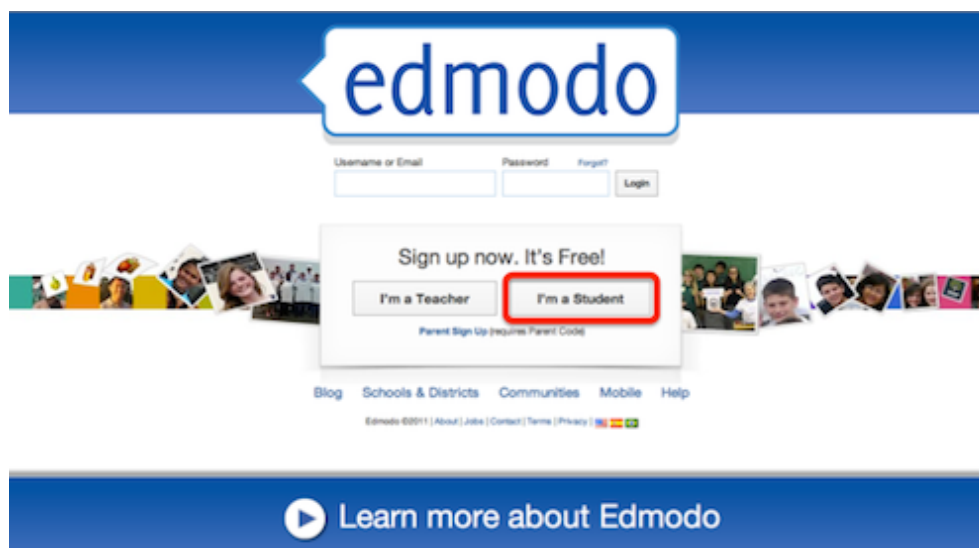 edmodo
Username or Email Password Forgot?
Login
Sign up now. It's Free!
I'm a Teacher I'm a Student
Parent Sign Up (requires Parent Code)
Blog Schools & Districts Communities Mobile Help
Edmodo ©2011 | About | Jobs | Contact | Terms | Privacy |
Learn more about Edmodo